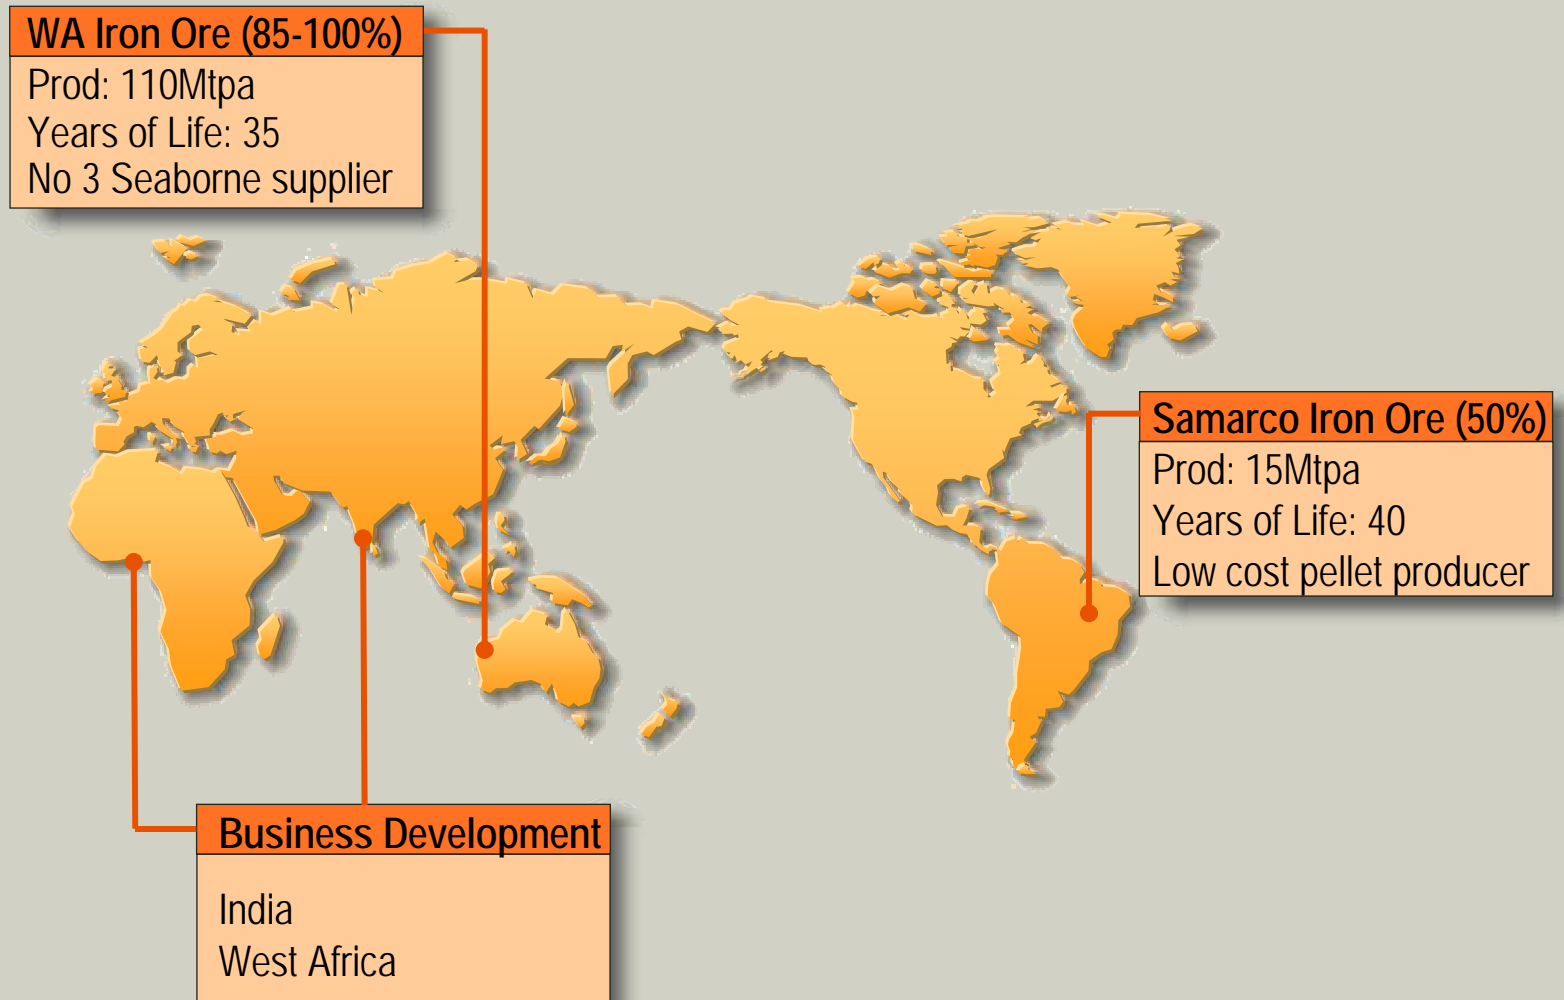 WA Iron Ore (85-100%)
Prod: 110Mtpa
Years of Life: 35
No 3 Seaborne supplier
Samarco Iron Ore (50%)
Prod: 15Mtpa
Years of Life: 40
Low cost pellet producer
Business Development
India
West Africa